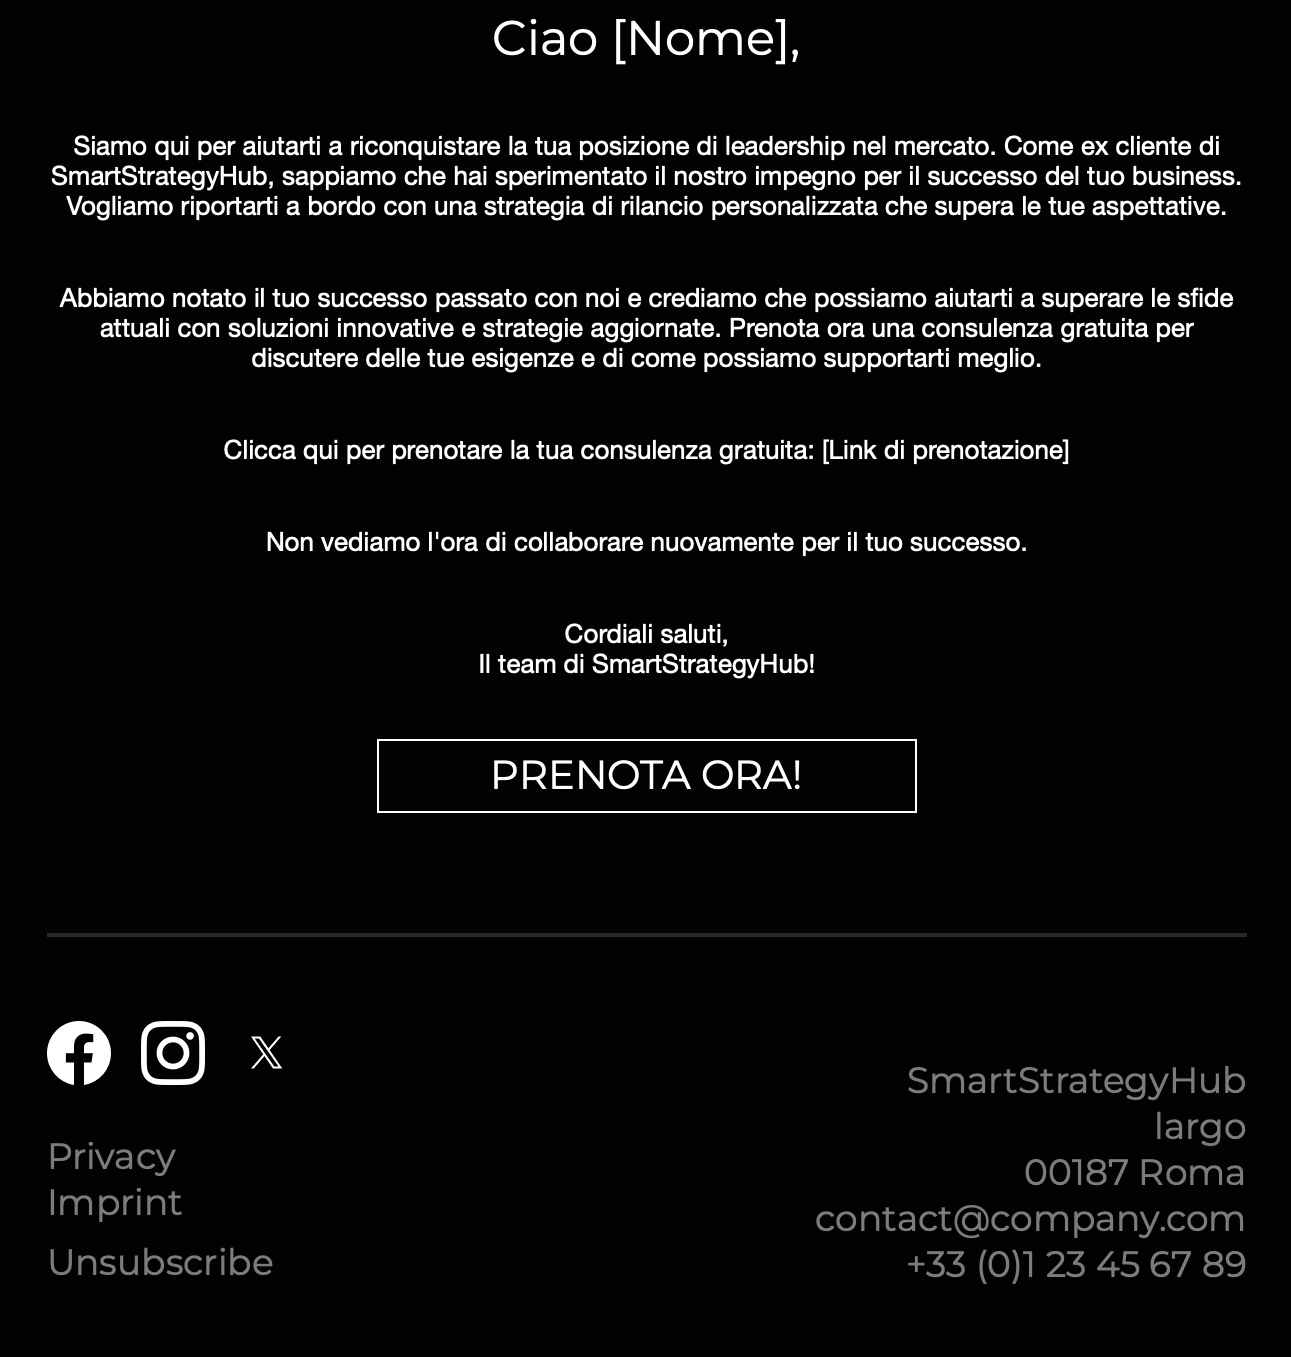 Ciao [Nome],
Siamo qui per aiutarti a riconquistare la tua posizione di leadership nel mercato. Come ex cliente di
SmartStrategyHub, sappiamo che hai sperimentato il nostro impegno per il successo del tuo business.
Vogliamo riportarti a bordo con una strategia di rilancio personalizzata che supera le tue aspettative.
Abbiamo notato il tuo successo passato con noi e crediamo che possiamo aiutarti a superare le sfide
attuali con soluzioni innovative e strategie aggiornate. Prenota ora una consulenza gratuita per
discutere delle tue esigenze e di come possiamo supportarti meglio.
Clicca qui per prenotare la tua consulenza gratuita: [Link di prenotazione]
Non vediamo l'ora di collaborare nuovamente per il tuo successo.
Cordiali saluti,
Il team di SmartStrategyHub!
PRENOTA ORA!
Privacy
Imprint
Unsubscribe
SmartStrategyHub
largo
00187 Roma
contact@company.com
+33 (0)1 23 45 67 89